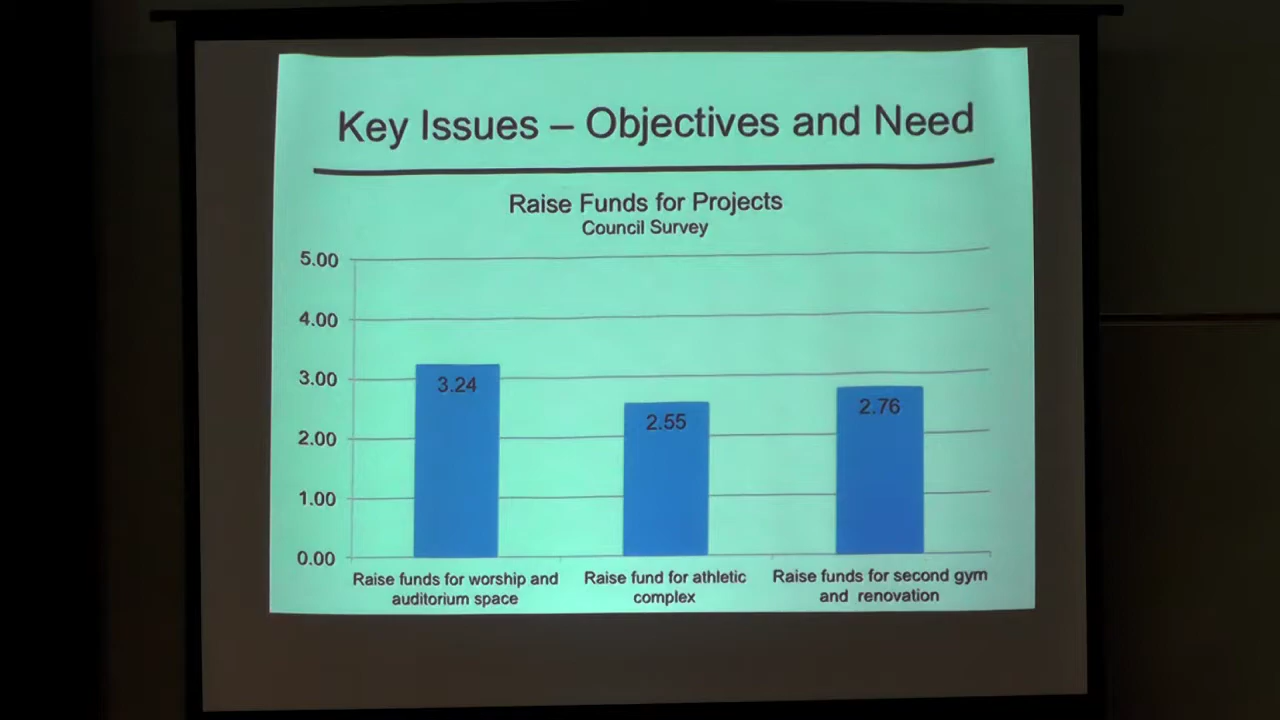 Key Issues – Objectives and Need
Raise Funds for Projects
Council Survey
5.00
4.00
3.00
2.00
1.00
0.00
3.24
2.55
2.76
Raise funds for worship and
auditorium space
Raise fund for athletic
complex
Raise funds for second gym
and renovation